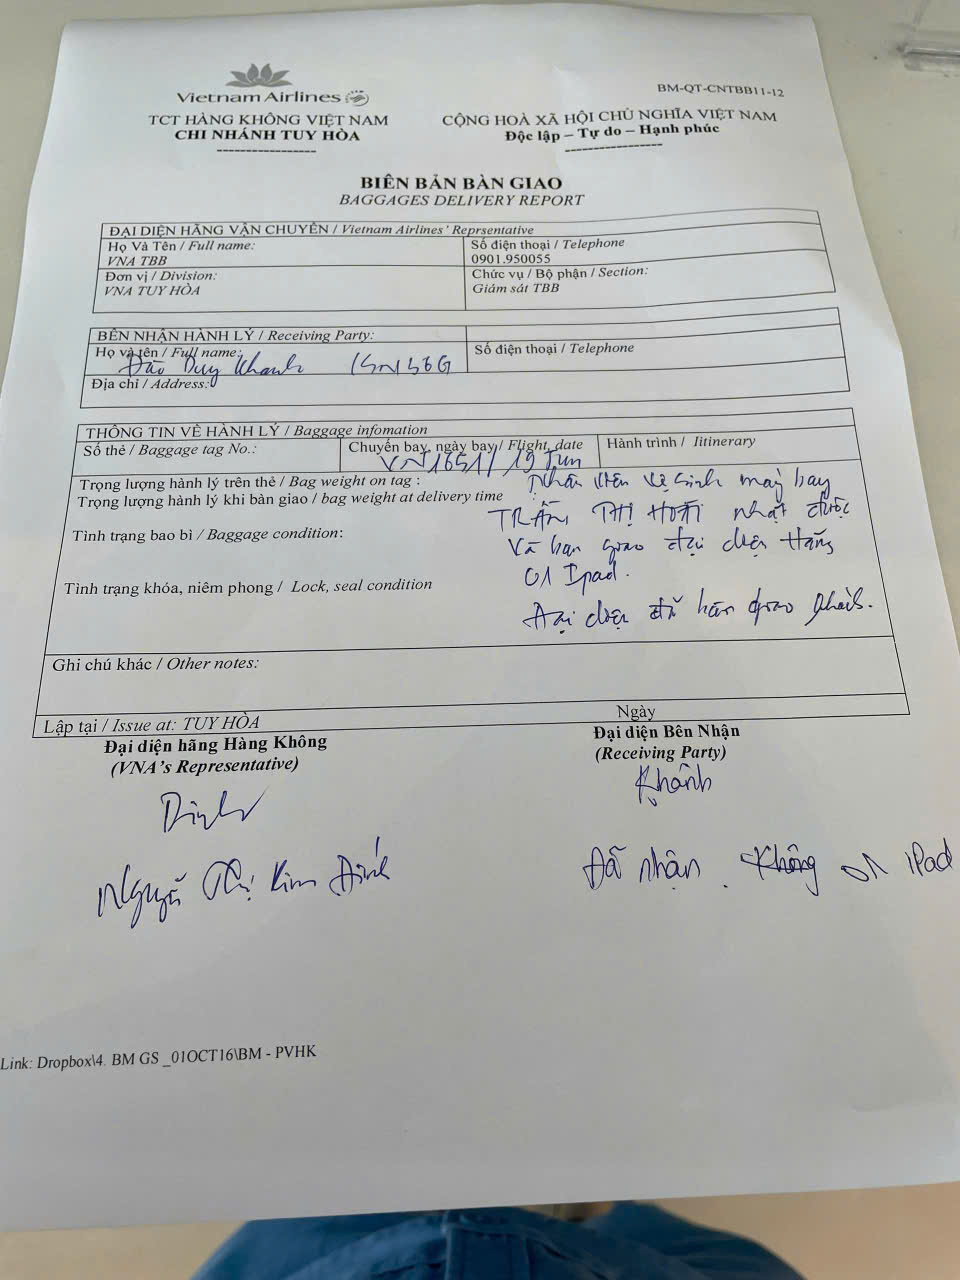 Vietnam Airlines
BM-QT-CNTBB11-12
TCT HÀNG KHÔNG VIỆT NAM
CHI NHÁNH TUY HÒA
CỘNG HOÀ XÃ HỘI CHỦ NGHĨA VIỆT NAM
Độc lập – Tự do – Hạnh phúc
BIÊN BẢN BÀN GIAO
BAGGAGES DELIVERY REPORT
ĐẠI DIỆN HÃNG VẬN CHUYỂN / Vietnam Airlines' Reprsentative
Họ Và Tên / Full name:
VNA TBB
Số điện thoại / Telephone
0901.950055
Đơn vị / Division:
VNA TUY HÒA
Chức vụ / Bộ phận / Section:
Giám sát TBB
BÊN NHẬN HÀNH LÝ / Receiving Party:
Họ và tên / Full name:
Đào Duy Khanh
Số điện thoại / Telephone
Địa chỉ / Address:
THÔNG TIN VỀ HÀNH LÝ / Baggage infomation
Số thẻ / Baggage tag No.:
Chuyến bay, ngày bay / Flight, date
VN1651/19 Jun
Hành trình / Iitinerary
Trọng lượng hành lý trên thẻ / Bag weight on tag :
Trọng lượng hành lý khi bàn giao / bag weight at delivery time :
Nhân viên vệ sinh máy bay
TRẦN THỊ HOÀI nhặt được
Tình trạng bao bì / Baggage condition:
và bàn giao đại diện Hãng
01 Ipad.
Tình trạng khóa, niêm phong / Lock, seal condition
Đại diện đã bàn giao khách.
Ghi chú khác / Other notes:
Lập tại / Issue at: TUY HÒA
Ngày
Đại diện hãng Hàng Không
(VNA's Representative)
Đại diện Bên Nhận
(Receiving Party)
Khánh
Nguyễn Thị Kim Đính
Đã nhận. 01 iPad
Link: Dropbox\4. BM GS _01OCT16\BM - PVHK